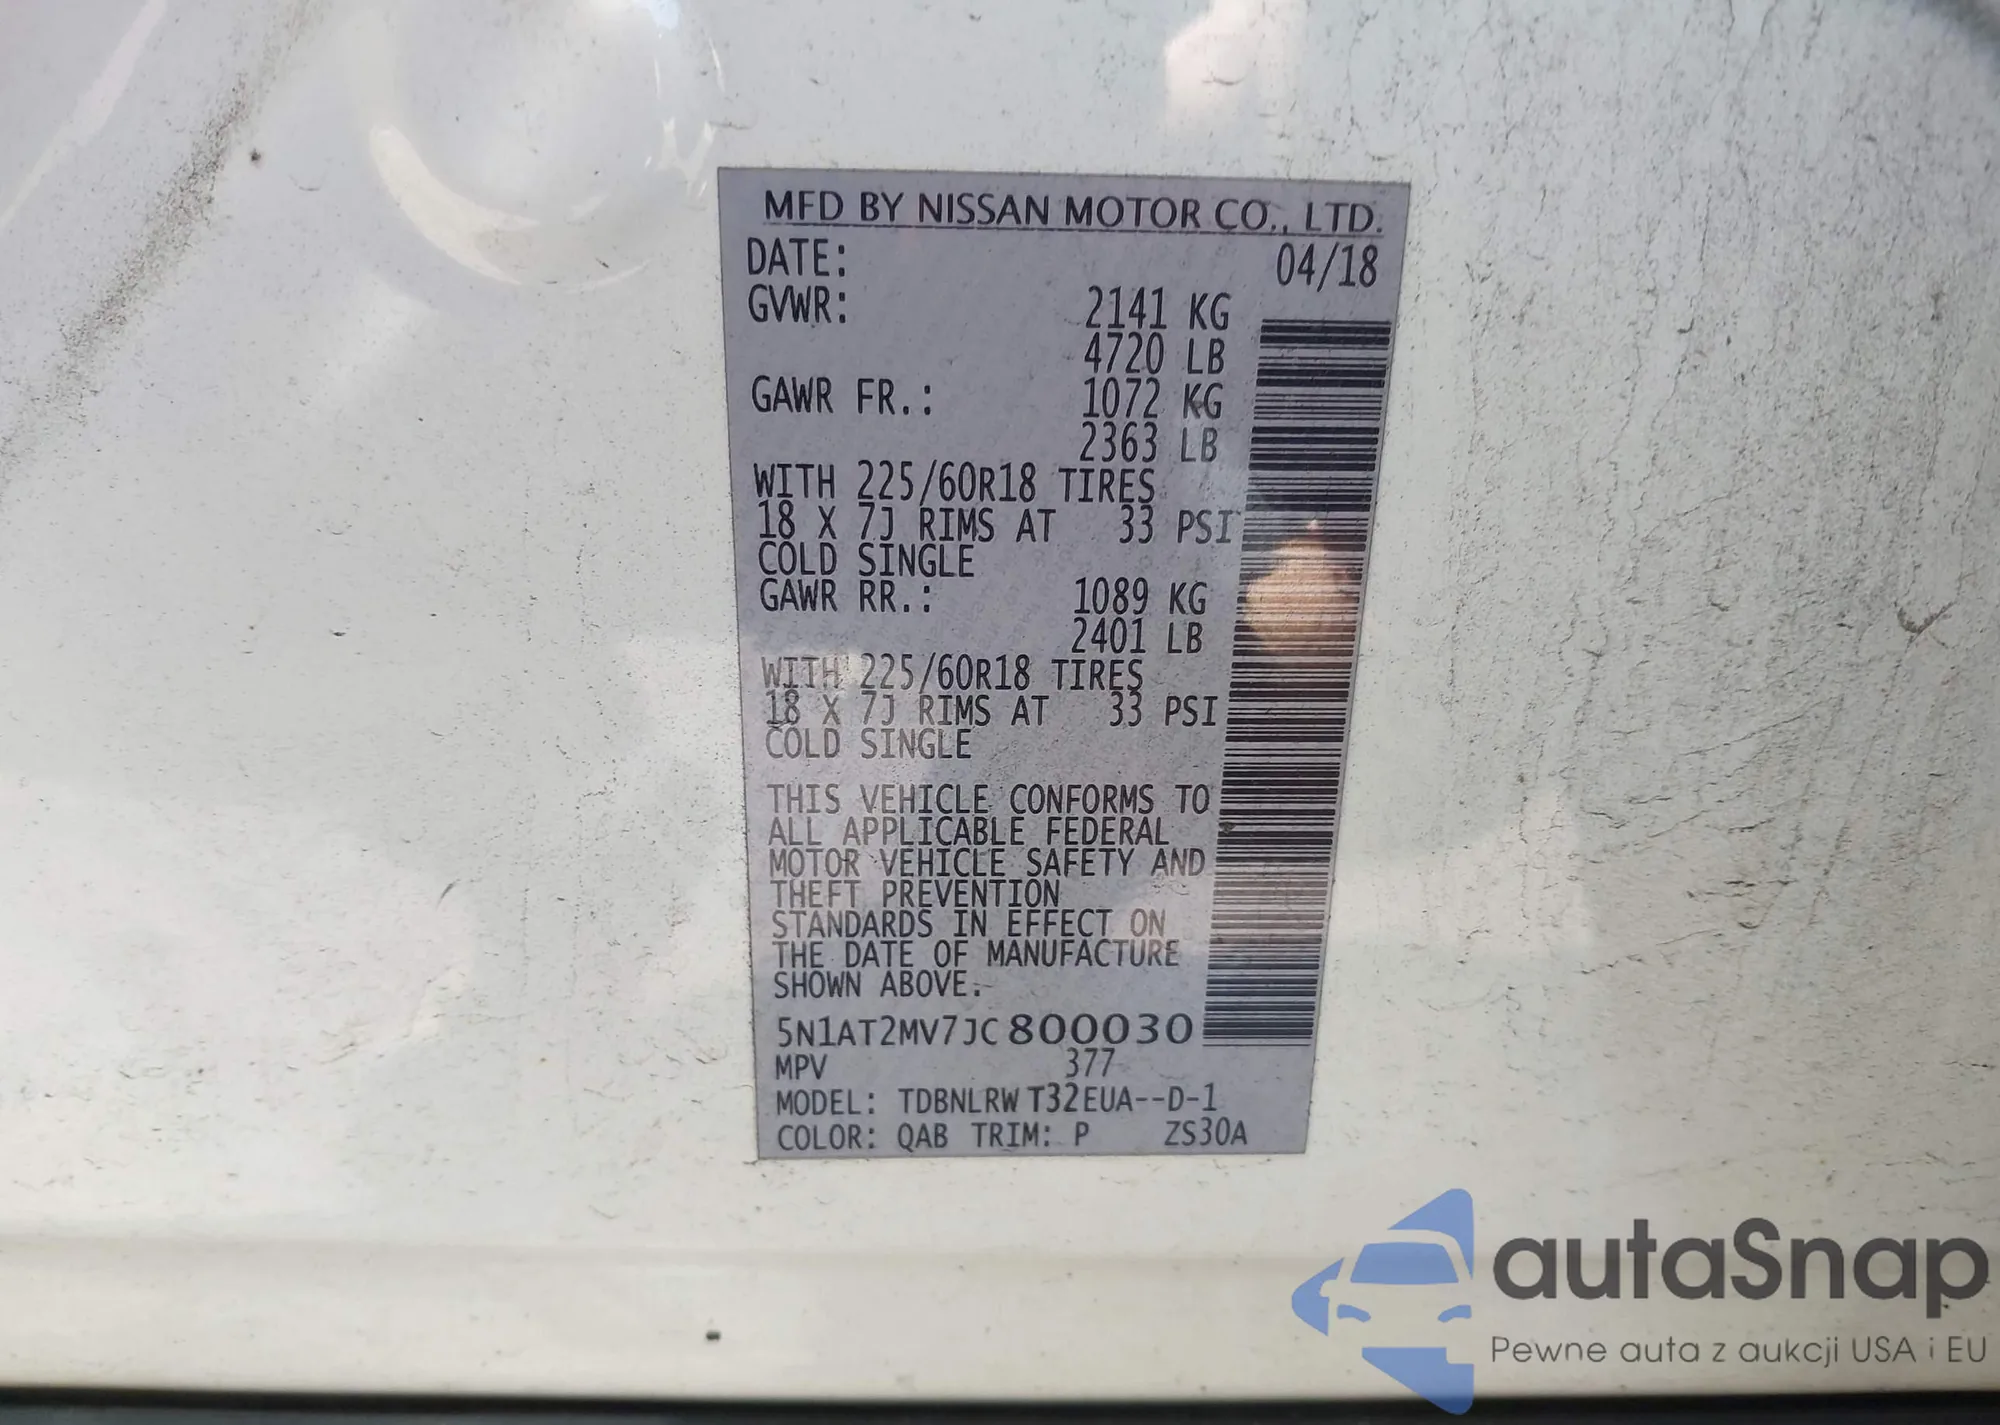 MFD BY NISSAN MOTOR CO., LTD.
DATE: 04/18
GVWR: 2141 KG
4720 LB
GAWR FR.: 1072 KG
2363 LB
WITH 225/60R18 TIRES
18 X 7J RIMS AT 33 PSI
COLD SINGLE
GAWR RR.: 1089 KG
2401 LB
WITH 225/60R18 TIRES
18 X 7J RIMS AT 33 PSI
COLD SINGLE
THIS VEHICLE CONFORMS TO
ALL APPLICABLE FEDERAL
MOTOR VEHICLE SAFETY AND
THEFT PREVENTION
STANDARDS IN EFFECT ON
THE DATE OF MANUFACTURE
SHOWN ABOVE.
5N1AT2MV7JC800030
MPV 377
MODEL: TDBNLRW T32EUA--D-1
COLOR: QAB TRIM: P ZS30A
autaSnap
Pewne auta z aukcji USA i EU